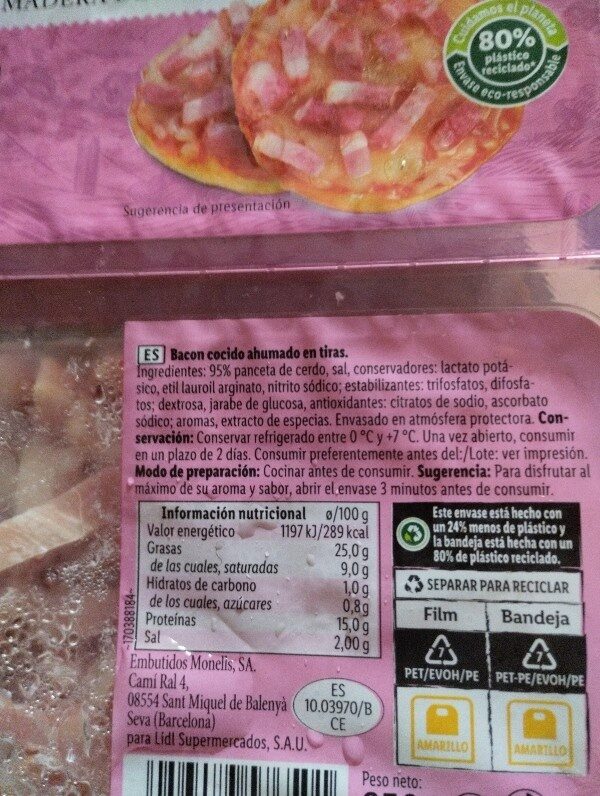 MADERA
Cuidamos el planeta
80%
plástico
reciclado*
Envase eco-responsable
Sugerencia de presentación
ES Bacon cocido ahumado en tiras.
Ingredientes: 95% panceta de cerdo, sal, conservadores: lactato potá-
sico, etil lauroil arginato, nitrito sódico; estabilizantes: trifosfatos, difosfa-
tos; dextrosa, jarabe de glucosa, antioxidantes: citratos de sodio, ascorbato
sódico; aromas, extracto de especias. Envasado en atmósfera protectora. Con-
servación: Conservar refrigerado entre 0 °C y +7 °C. Una vez abierto, consumir
en un plazo de 2 días. Consumir preferentemente antes del:/Lote: ver impresión.
Modo de preparación: Cocinar antes de consumir. Sugerencia: Para disfrutar al
máximo de su aroma y sabor, abrir el envase 3 minutos antes de consumir.
Información nutricional ø/100 g
Valor energético 1197 kJ/289 kcal
Grasas 25,0 g
de las cuales, saturadas 9,0 g
Hidratos de carbono 1,0 g
de los cuales, azúcares 0,8 g
Proteínas 15,0 g
Sal 2,00 g
-170388184-
Este envase está hecho con
un 24% menos de plástico y
la bandeja está hecha con un
80% de plástico reciclado.
SEPARAR PARA RECICLAR
Film Bandeja
7 7
PET/EVOH/PE PET-PE/EVOH/PE
AMARILLO AMARILLO
Embutidos Monells, SA.
Camí Ral 4,
08554 Sant Miquel de Balenyà
Seva (Barcelona)
para Lidl Supermercados, S.A.U.
ES
10.03970/B
CE
Peso neto: